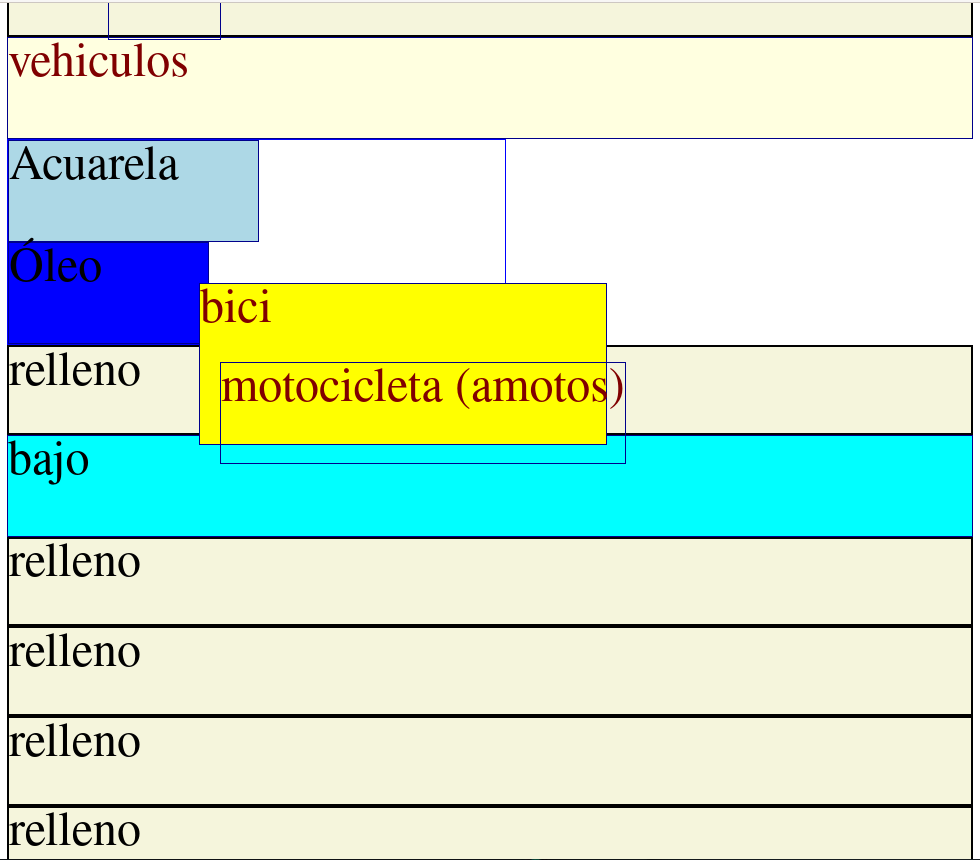 vehiculos
Acuarela
Óleo
bici
relleno
motocicleta (amotos)
bajo
relleno
relleno
relleno
relleno